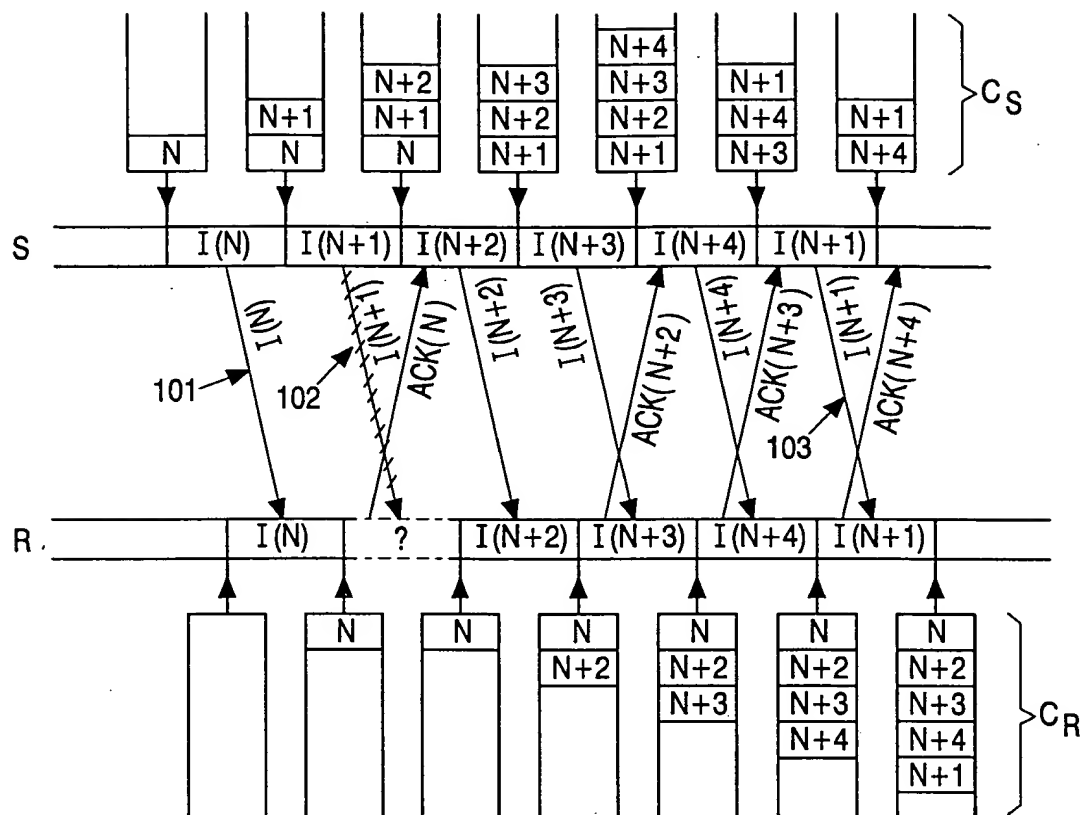 N+4
N+2 N+3 N+3 N+1
N+1 N+1 N+2 N+2 N+4 N+1
N N N N+1 N+1 N+3 N+4
C_S
S I(N) I(N+1) I(N+2) I(N+3) I(N+4) I(N+1)
I(N) I(N+1) ACK(N) I(N+2) I(N+3) ACK(N+2) I(N+4) ACK(N+3) I(N+1) ACK(N+4)
101 102 103
R I(N) ? I(N+2) I(N+3) I(N+4) I(N+1)
N N N N N N
N+2 N+2 N+2 N+2
N+3 N+3 N+3
N+4 N+4
N+1
C_R